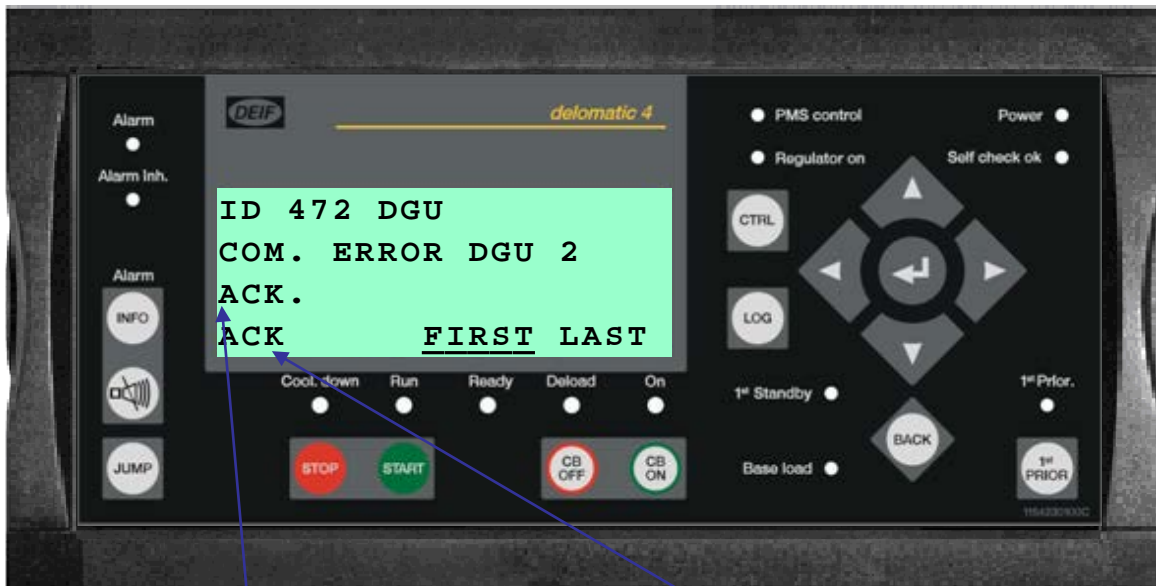 DEIF
delomatic 4
Alarm
Alarm Inh.
PMS control
Power
Regulator on
Self check ok
ID 472 DGU
COM. ERROR DGU 2
ACK.
ACK FIRST LAST
Alarm
INFO
JUMP
CTRL
LOG
Cool. down
Run
Ready
Deload
On
STOP
START
CB OFF
CB ON
1st Standby
Base load
BACK
1st Prior.
1st PRIOR